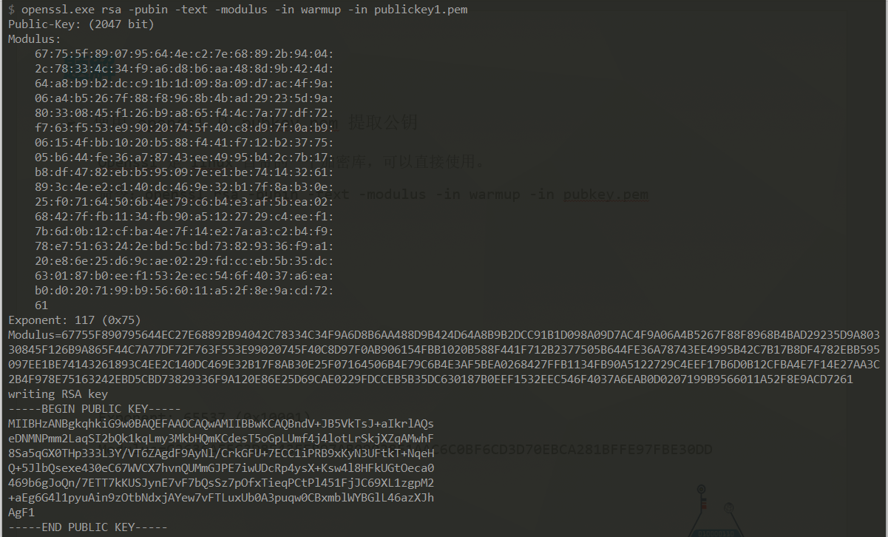 $ openssl.exe rsa -pubin -text -modulus -in warmup -in publickey1.pem
Public-Key: (2047 bit)
Modulus:
67:75:5f:89:07:95:64:4e:c2:7e:68:89:2b:94:04:
2c:78:33:4c:34:f9:a6:d8:b6:aa:48:8d:9b:42:4d:
64:a8:b9:b2:dc:c9:1b:1d:09:8a:09:d7:ac:4f:9a:
06:a4:b5:26:7f:88:f8:96:8b:4b:ad:29:23:5d:9a:
80:33:08:45:f1:26:b9:a8:65:f4:4c:7a:77:df:72:
f7:63:f5:53:e9:90:20:74:5f:40:c8:d9:7f:0a:b9:
06:15:4f:bb:10:20:b5:88:f4:41:f7:12:b2:37:75:
05:b6:44:fe:36:a7:87:43:ee:49:95:b4:2c:7b:17:
b8:df:47:82:eb:b5:95:09:7e:e1:be:74:14:32:61:
89:3c:4e:e2:c1:40:dc:46:9e:32:b1:7f:8a:b3:0e:
25:f0:71:64:50:6b:4e:79:c6:b4:e3:af:5b:ea:02:
68:42:7f:fb:11:34:fb:90:a5:12:27:29:c4:ee:f1:
7b:6d:0b:12:cf:ba:4e:7f:14:e2:7a:a3:c2:b4:f9:
78:e7:51:63:24:2e:bd:5c:bd:73:82:93:36:f9:a1:
20:e8:6e:25:d6:9c:ae:02:29:fd:cc:eb:5b:35:dc:
63:01:87:b0:ee:f1:53:2e:ec:54:6f:40:37:a6:ea:
b0:d0:20:71:99:b9:56:60:11:a5:2f:8e:9a:cd:72:
61
Exponent: 117 (0x75)
Modulus=67755F890795644EC27E68892B94042C78334C34F9A6D8B6AA488D9B424D64A8B9B2DCC91B1D098A09D7AC4F9A06A4B5267F88F8968B4BAD29235D9A803
30845F126B9A865F44C7A77DF72F763F553E99020745F40C8D97F0AB906154FBB1020B588F441F712B2377505B644FE36A78743EE4995B42C7B17B8DF4782EBB595
097EE1BE74143261893C4EE2C140DC469E32B17F8AB30E25F07164506B4E79C6B4E3AF5BEA0268427FFB1134FB90A5122729C4EEF17B6D0B12CFBA4E7F14E27AA3C
2B4F978E75163242EBD5CBD73829336F9A120E86E25D69CAE0229FDCCEB5B35DC630187B0EEF1532EEC546F4037A6EAB0D0207199B9566011A52F8E9ACD7261
writing RSA key
-----BEGIN PUBLIC KEY-----
MIIBHzANBgkqhkiG9w0BAQEFAAOCAQwAMIIBBwKCAQBndV+JB5VkTsJ+aIkrlAQs
eDNMNPmm2LaqSI2bQk1kqLmy3MkbHQmKCdesT5oGpLUmf4j4lotLrSkjXZqAMwhF
8Sa5qGX0THp333L3Y/VT6ZAgdF9AyNl/CrkGFU+7ECC1iPRB9xKyN3UFtkT+NqeH
Q+5JlbQsexe430eC67WVCX7hvnQUMmGJPE7iwUDcRp4ysX+Ksw4l8HFkUGtOeca0
469b6gJoQn/7ETT7kKUSJynE7vF7bQsSz7pOfxTieqPCtPl451FjJC69XL1zgpM2
+aEg6G4l1pyuAin9zOtbNdxjAYew7vFTLuxUb0A3puqw0CBxmblWYBGlL46azXJh
AgF1
-----END PUBLIC KEY-----